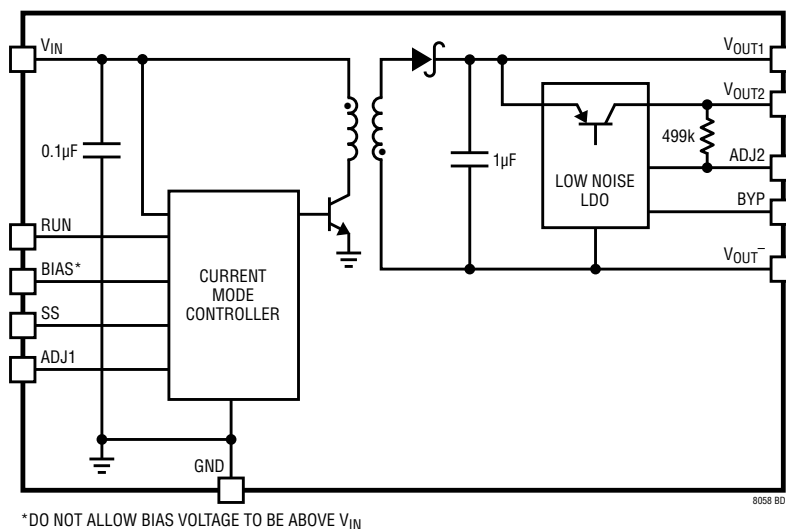 VIN
VOUT1
VOUT2
0.1µF
499k
1µF
ADJ2
LOW NOISE
LDO
BYP
RUN
VOUT–
BIAS*
CURRENT
MODE
CONTROLLER
SS
ADJ1
GND
8058 BD
*DO NOT ALLOW BIAS VOLTAGE TO BE ABOVE VIN